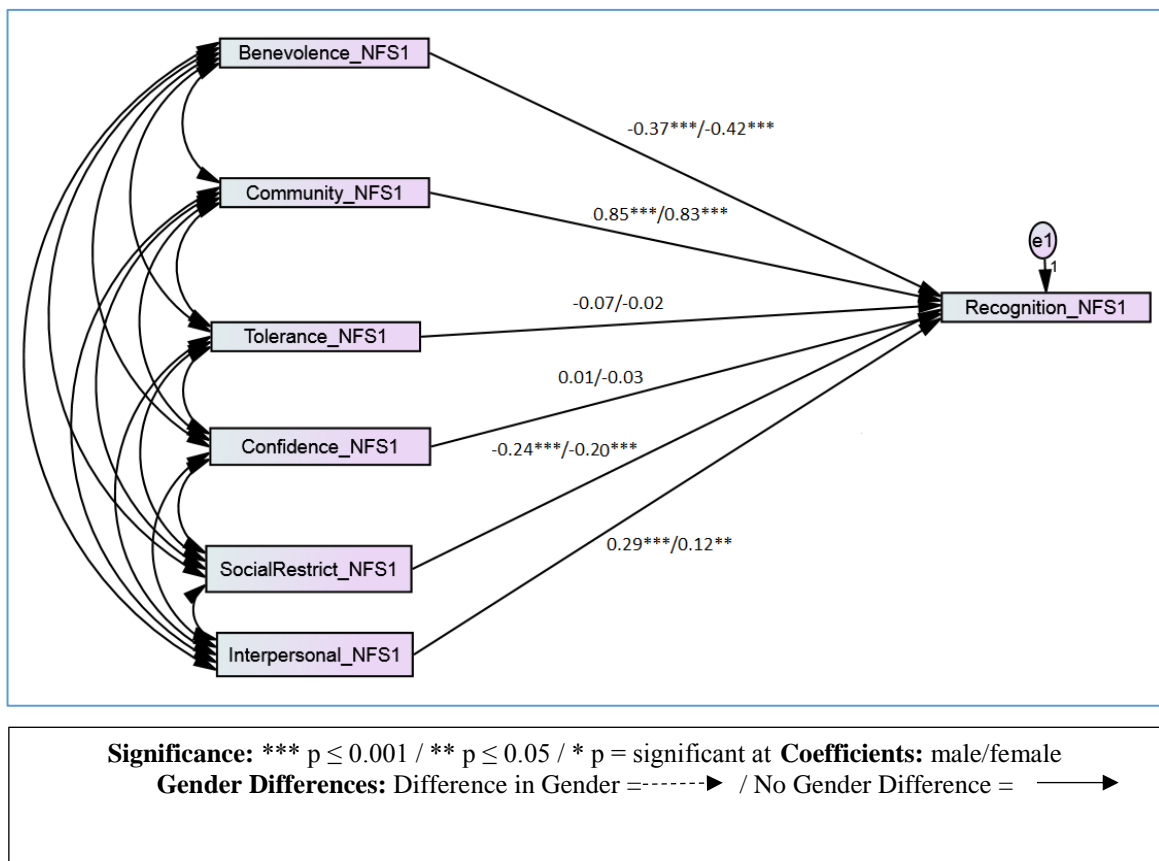 Benevolence_NFS1
-0.37***/-0.42***
Community_NFS1
0.85***/0.83***
e1
1
Recognition_NFS1
-0.07/-0.02
Tolerance_NFS1
0.01/-0.03
Confidence_NFS1
-0.24***/-0.20***
SocialRestrict_NFS1
0.29***/0.12**
Interpersonal_NFS1
Significance: *** p ≤ 0.001 / ** p ≤ 0.05 / * p = significant at Coefficients: male/female
Gender Differences: Difference in Gender = / No Gender Difference =